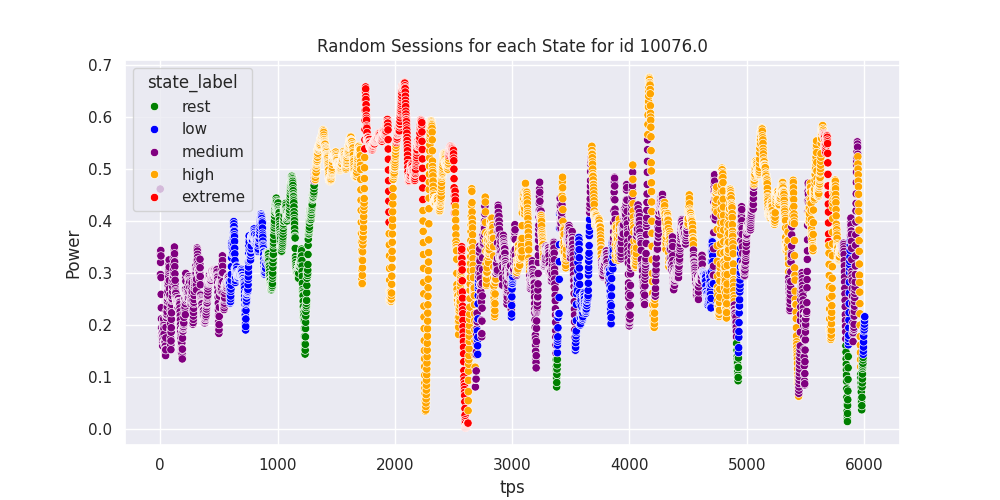 Random Sessions for each State for id 10076.0
0.7
0.6
0.5
0.4
0.3
0.2
0.1
0.0
Power
state_label
rest
low
medium
high
extreme
0 1000 2000 3000 4000 5000 6000
tps